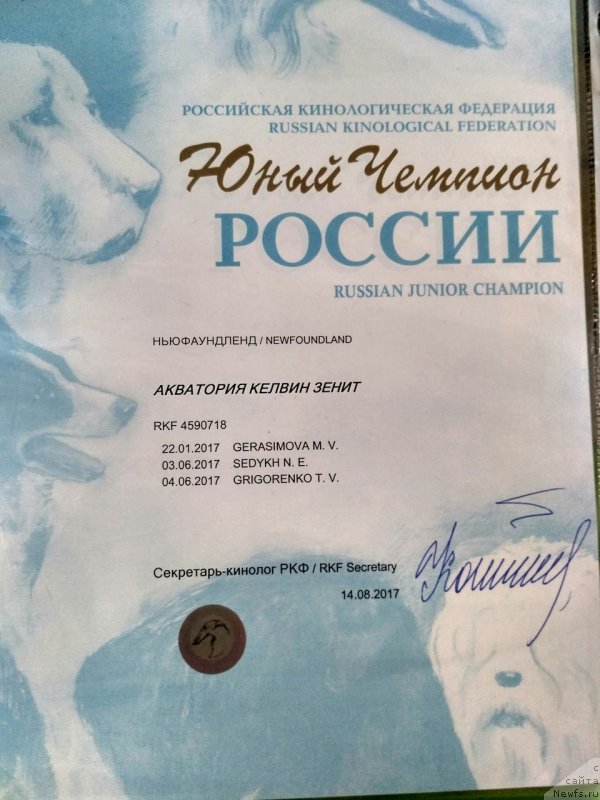 РОССИЙСКАЯ КИНОЛОГИЧЕСКАЯ ФЕДЕРАЦИЯ
RUSSIAN KINOLOGICAL FEDERATION
Юный Чемпион
РОССИИ
RUSSIAN JUNIOR CHAMPION
НЬЮФАУНДЛЕНД / NEWFOUNDLAND
АКВАТОРИЯ КЕЛВИН ЗЕНИТ
RKF 4590718
22.01.2017 GERASIMOVA M. V.
03.06.2017 SEDYKH N. E.
04.06.2017 GRIGORENKO T. V.
Секретарь-кинолог РКФ / RKF Secretary
14.08.2017
с
сайта
Newfs.ru